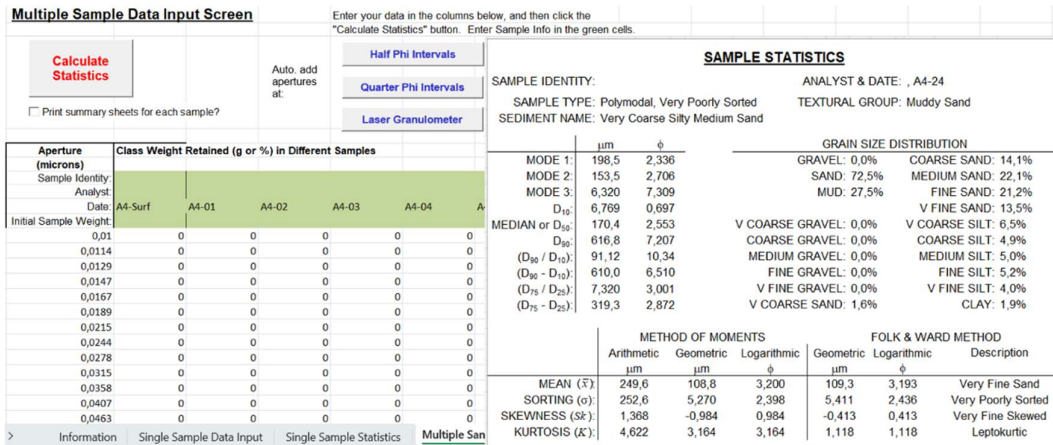 Multiple Sample Data Input Screen
Enter your data in the columns below, and then click the
"Calculate Statistics" button. Enter Sample Info in the green cells.
Calculate
Statistics
Print summary sheets for each sample?
Auto. add
apertures
at:
Half Phi Intervals
Quarter Phi Intervals
Laser Granulometer
Aperture
(microns)
Class Weight Retained (g or %) in Different Samples
Sample Identity:
Analyst:
Date: A4-Surf A4-01 A4-02 A4-03 A4-04 A-
Initial Sample Weight:
0,01 0 0 0 0 0
0,0114 0 0 0 0 0
0,0129 0 0 0 0 0
0,0147 0 0 0 0 0
0,0167 0 0 0 0 0
0,0189 0 0 0 0 0
0,0215 0 0 0 0 0
0,0244 0 0 0 0 0
0,0278 0 0 0 0 0
0,0315 0 0 0 0 0
0,0358 0 0 0 0 0
0,0407 0 0 0 0 0
0,0463 0 0 0 0 0
> Information Single Sample Data Input Single Sample Statistics Multiple San
SAMPLE STATISTICS
SAMPLE IDENTITY: ANALYST & DATE: , A4-24
SAMPLE TYPE: Polymodal, Very Poorly Sorted TEXTURAL GROUP: Muddy Sand
SEDIMENT NAME: Very Coarse Silty Medium Sand
µm ϕ GRAIN SIZE DISTRIBUTION
MODE 1: 198,5 2,336 GRAVEL: 0,0% COARSE SAND: 14,1%
MODE 2: 153,5 2,706 SAND: 72,5% MEDIUM SAND: 22,1%
MODE 3: 6,320 7,309 MUD: 27,5% FINE SAND: 21,2%
D10: 6,769 0,697 V FINE SAND: 13,5%
MEDIAN or D50: 170,4 2,553 V COARSE GRAVEL: 0,0% V COARSE SILT: 6,5%
D90: 616,8 7,207 COARSE GRAVEL: 0,0% COARSE SILT: 4,9%
(D90 / D10): 91,12 10,34 MEDIUM GRAVEL: 0,0% MEDIUM SILT: 5,0%
(D90 - D10): 610,0 6,510 FINE GRAVEL: 0,0% FINE SILT: 5,2%
(D75 / D25): 7,320 3,001 V FINE GRAVEL: 0,0% V FINE SILT: 4,0%
(D75 - D25): 319,3 2,872 V COARSE SAND: 1,6% CLAY: 1,9%
METHOD OF MOMENTS FOLK & WARD METHOD
Arithmetic Geometric Logarithmic Geometric Logarithmic Description
µm µm ϕ µm ϕ
MEAN (x̄): 249,6 108,8 3,200 109,3 3,193 Very Fine Sand
SORTING (σ): 252,6 5,270 2,398 5,411 2,436 Very Poorly Sorted
SKEWNESS (Sk): 1,368 -0,984 0,984 -0,413 0,413 Very Fine Skewed
KURTOSIS (K): 4,622 3,164 3,164 1,118 1,118 Leptokurtic